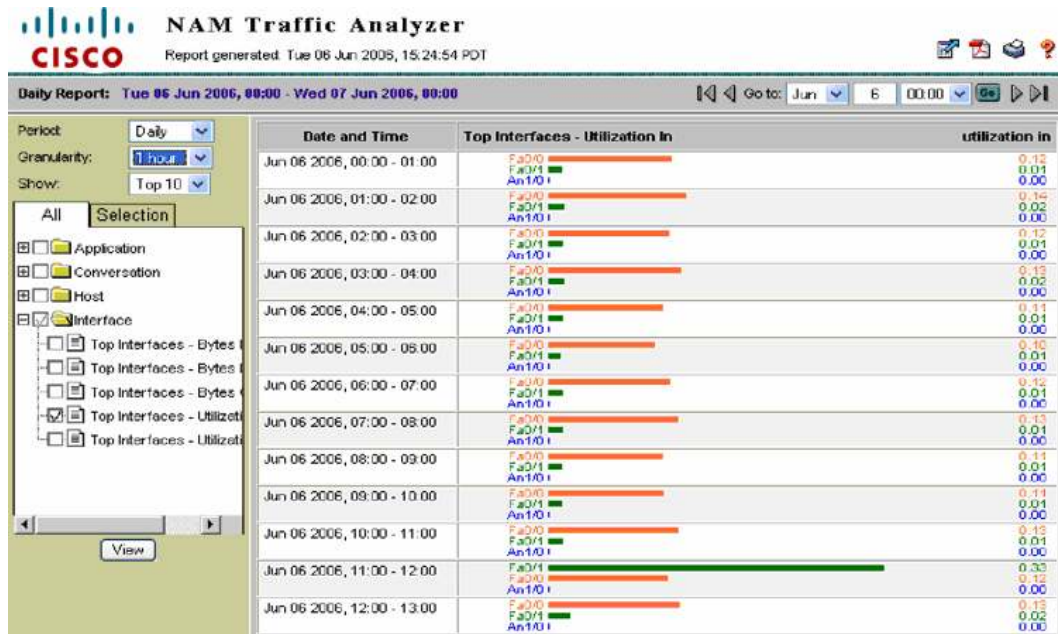 CISCO
NAM Traffic Analyzer
Report generated: Tue 06 Jun 2006, 15:24:54 PDT
Daily Report: Tue 06 Jun 2006, 00:00 - Wed 07 Jun 2006, 00:00
Go to: Jun 6 00:00 Go
Period: Daily
Granularity: 1 hour
Show: Top 10
All Selection
Application
Conversation
Host
Interface
Top Interfaces - Bytes
Top Interfaces - Bytes
Top Interfaces - Bytes
Top Interfaces - Utilizati
Top Interfaces - Utilizati
View
Date and Time Top Interfaces - Utilization In utilization in
Jun 06 2006, 00:00 - 01:00 Fa0/0 0.12
Fa0/1 0.01
An1/0 0.00
Jun 06 2006, 01:00 - 02:00 Fa0/0 0.14
Fa0/1 0.02
An1/0 0.00
Jun 06 2006, 02:00 - 03:00 Fa0/0 0.12
Fa0/1 0.01
An1/0 0.00
Jun 06 2006, 03:00 - 04:00 Fa0/0 0.13
Fa0/1 0.02
An1/0 0.00
Jun 06 2006, 04:00 - 05:00 Fa0/0 0.11
Fa0/1 0.01
An1/0 0.00
Jun 06 2006, 05:00 - 06:00 Fa0/0 0.10
Fa0/1 0.01
An1/0 0.00
Jun 06 2006, 06:00 - 07:00 Fa0/0 0.12
Fa0/1 0.01
An1/0 0.00
Jun 06 2006, 07:00 - 08:00 Fa0/0 0.13
Fa0/1 0.01
An1/0 0.00
Jun 06 2006, 08:00 - 09:00 Fa0/0 0.11
Fa0/1 0.01
An1/0 0.00
Jun 06 2006, 09:00 - 10:00 Fa0/0 0.11
Fa0/1 0.01
An1/0 0.00
Jun 06 2006, 10:00 - 11:00 Fa0/0 0.13
Fa0/1 0.01
An1/0 0.00
Jun 06 2006, 11:00 - 12:00 Fa0/1 0.33
Fa0/0 0.12
An1/0 0.00
Jun 06 2006, 12:00 - 13:00 Fa0/0 0.13
Fa0/1 0.02
An1/0 0.00